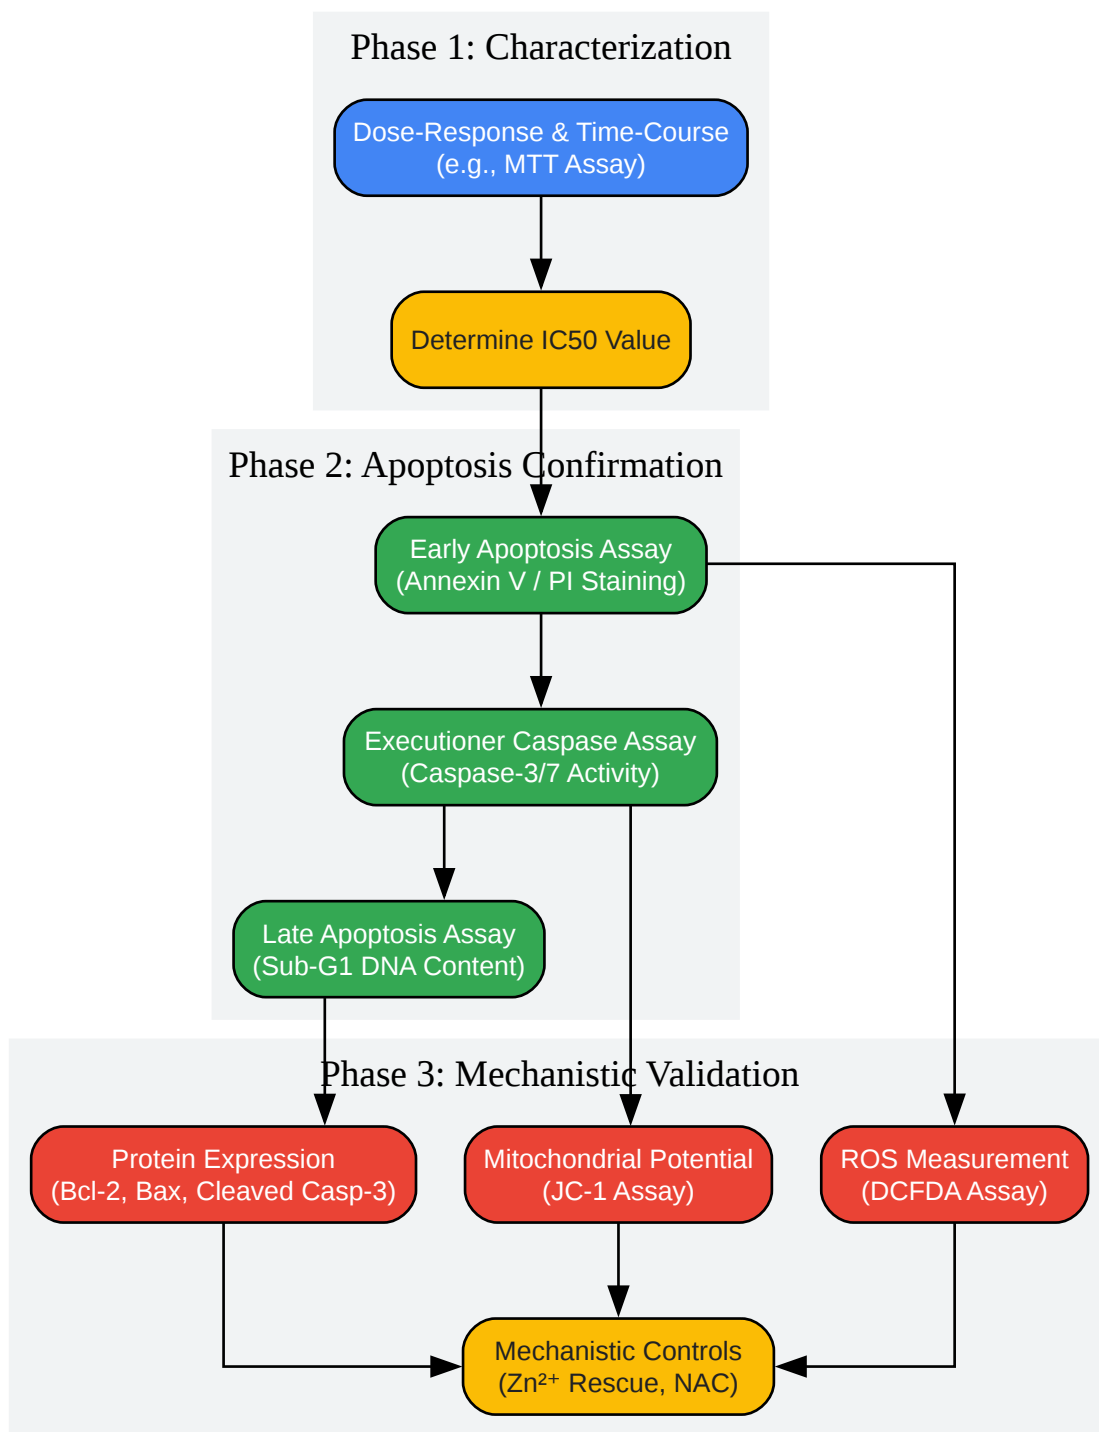 Phase 1: Characterization
Dose-Response & Time-Course
(e.g., MTT Assay)
Determine IC50 Value
Phase 2: Apoptosis Confirmation
Early Apoptosis Assay
(Annexin V / PI Staining)
Executioner Caspase Assay
(Caspase-3/7 Activity)
Late Apoptosis Assay
(Sub-G1 DNA Content)
Phase 3: Mechanistic Validation
Protein Expression
(Bcl-2, Bax, Cleaved Casp-3)
Mitochondrial Potential
(JC-1 Assay)
ROS Measurement
(DCFDA Assay)
Mechanistic Controls
(Zn²⁺ Rescue, NAC)